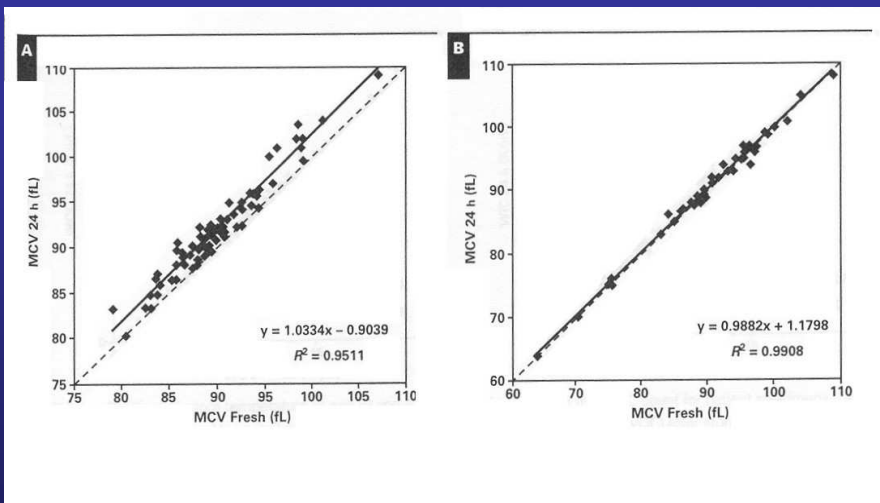 A
110
105
100
95
90
85
80
75
MCV 24 h (fL)
y = 1.0334x – 0.9039
R² = 0.9511
75 80 85 90 95 100 105 110
MCV Fresh (fL)
B
110
100
90
80
70
60
MCV 24 h (fL)
y = 0.9882x + 1.1798
R² = 0.9908
60 70 80 90 100 110
MCV Fresh (fL)